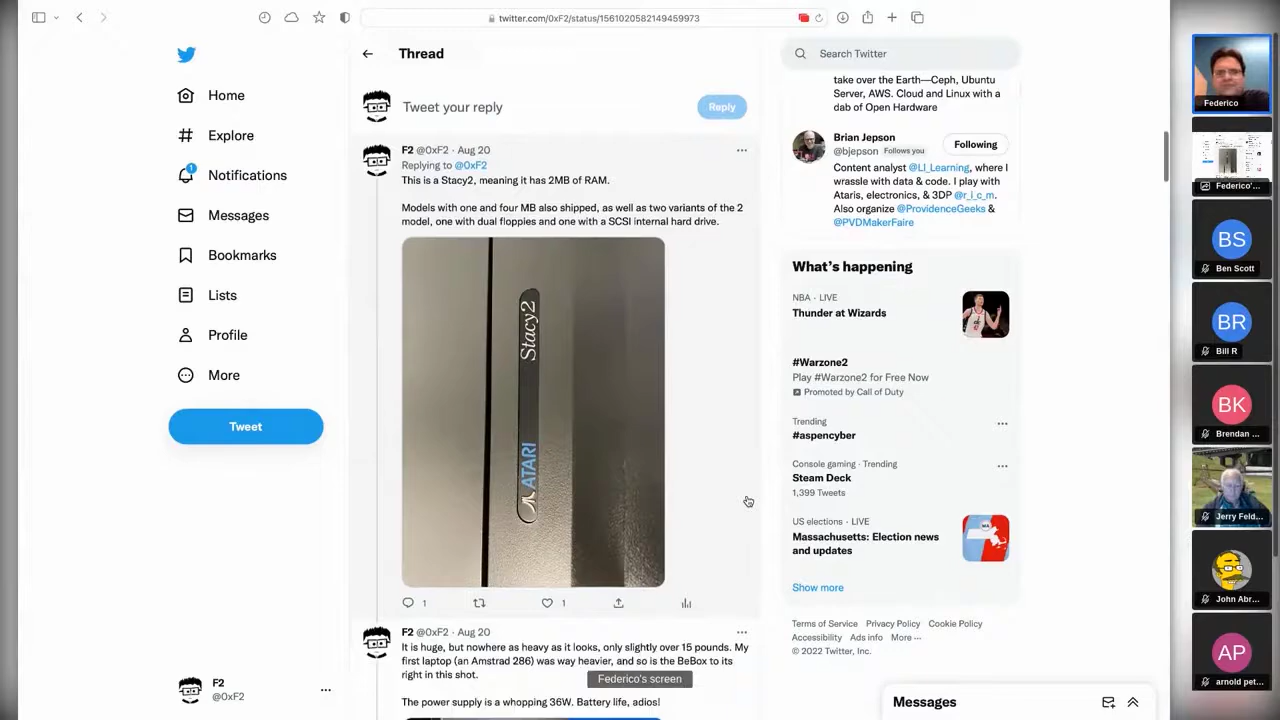 twitter.com/0xF2/status/1561020582149459973
Home
Explore
1
Notifications
Messages
Bookmarks
Lists
Profile
More
Tweet
F2
@0xF2
Thread
Tweet your reply
Reply
F2 @0xF2 · Aug 20
Replying to @0xF2
This is a Stacy2, meaning it has 2MB of RAM.
Models with one and four MB also shipped, as well as two variants of the 2
model, one with dual floppies and one with a SCSI internal hard drive.
ATARI Stacy2
1
1
F2 @0xF2 · Aug 20
It is huge, but nowhere as heavy as it looks, only slightly over 15 pounds. My
first laptop (an Amstrad 286) was way heavier, and so is the BeBox to its
right in this shot.
The power supply is a whopping 36W. Battery life, adios!
Federico's screen
Search Twitter
take over the Earth—Ceph, Ubuntu
Server, AWS. Cloud and Linux with a
dab of Open Hardware
Brian Jepson
@bjepson Follows you
Following
Content analyst @LI_Learning, where I
wrassle with data & code. I play with
Ataris, electronics, & 3DP @r_i_c_m.
Also organize @ProvidenceGeeks &
@PVDMakerFaire
What's happening
NBA · LIVE
Thunder at Wizards
#Warzone2
Play #Warzone2 for Free Now
Promoted by Call of Duty
Trending
#aspencyber
Console gaming · Trending
Steam Deck
1,399 Tweets
US elections · LIVE
Massachusetts: Election news
and updates
Show more
Terms of Service Privacy Policy Cookie Policy
Accessibility Ads info More ···
© 2022 Twitter, Inc.
Messages
Federico
Federico'...
BS
Ben Scott
BR
Bill R
BK
Brendan ...
Jerry Feld...
John Abr...
AP
arnold pet...